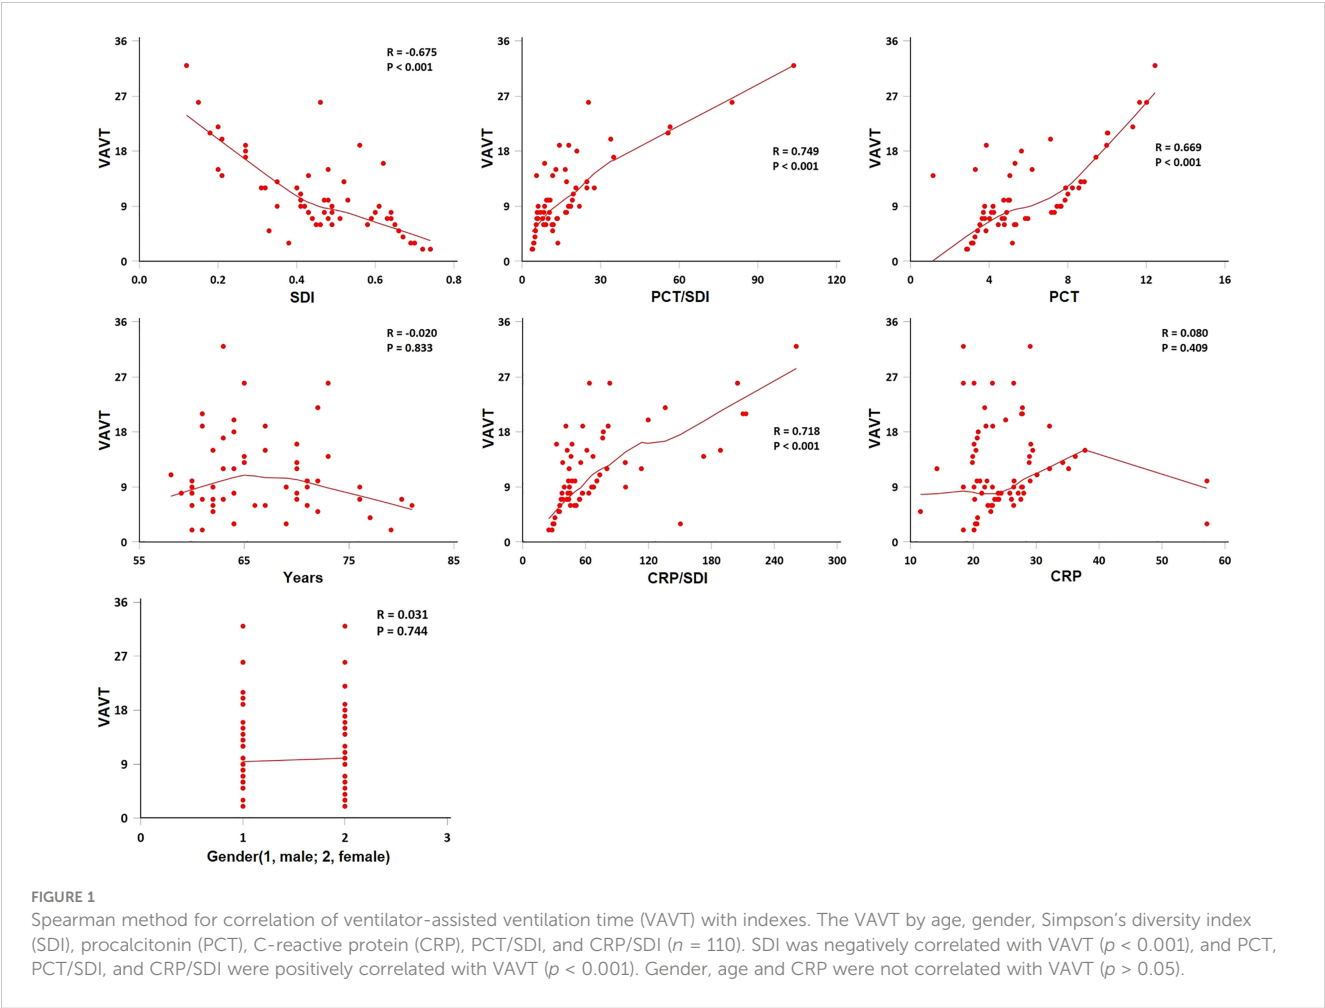 36
27
18
9
0
VAVT
R = -0.675
P < 0.001
0.0 0.2 0.4 0.6 0.8
SDI
36
27
18
9
0
VAVT
R = 0.749
P < 0.001
0 30 60 90 120
PCT/SDI
36
27
18
9
0
VAVT
R = 0.669
P < 0.001
0 4 8 12 16
PCT
36
27
18
9
0
VAVT
R = -0.020
P = 0.833
55 65 75 85
Years
36
27
18
9
0
VAVT
R = 0.718
P < 0.001
0 60 120 180 240 300
CRP/SDI
36
27
18
9
0
VAVT
R = 0.080
P = 0.409
10 20 30 40 50 60
CRP
36
27
18
9
0
VAVT
R = 0.031
P = 0.744
0 1 2 3
Gender(1, male; 2, female)
FIGURE 1
Spearman method for correlation of ventilator-assisted ventilation time (VAVT) with indexes. The VAVT by age, gender, Simpson's diversity index
(SDI), procalcitonin (PCT), C-reactive protein (CRP), PCT/SDI, and CRP/SDI (n = 110). SDI was negatively correlated with VAVT (p < 0.001), and PCT,
PCT/SDI, and CRP/SDI were positively correlated with VAVT (p < 0.001). Gender, age and CRP were not correlated with VAVT (p > 0.05).